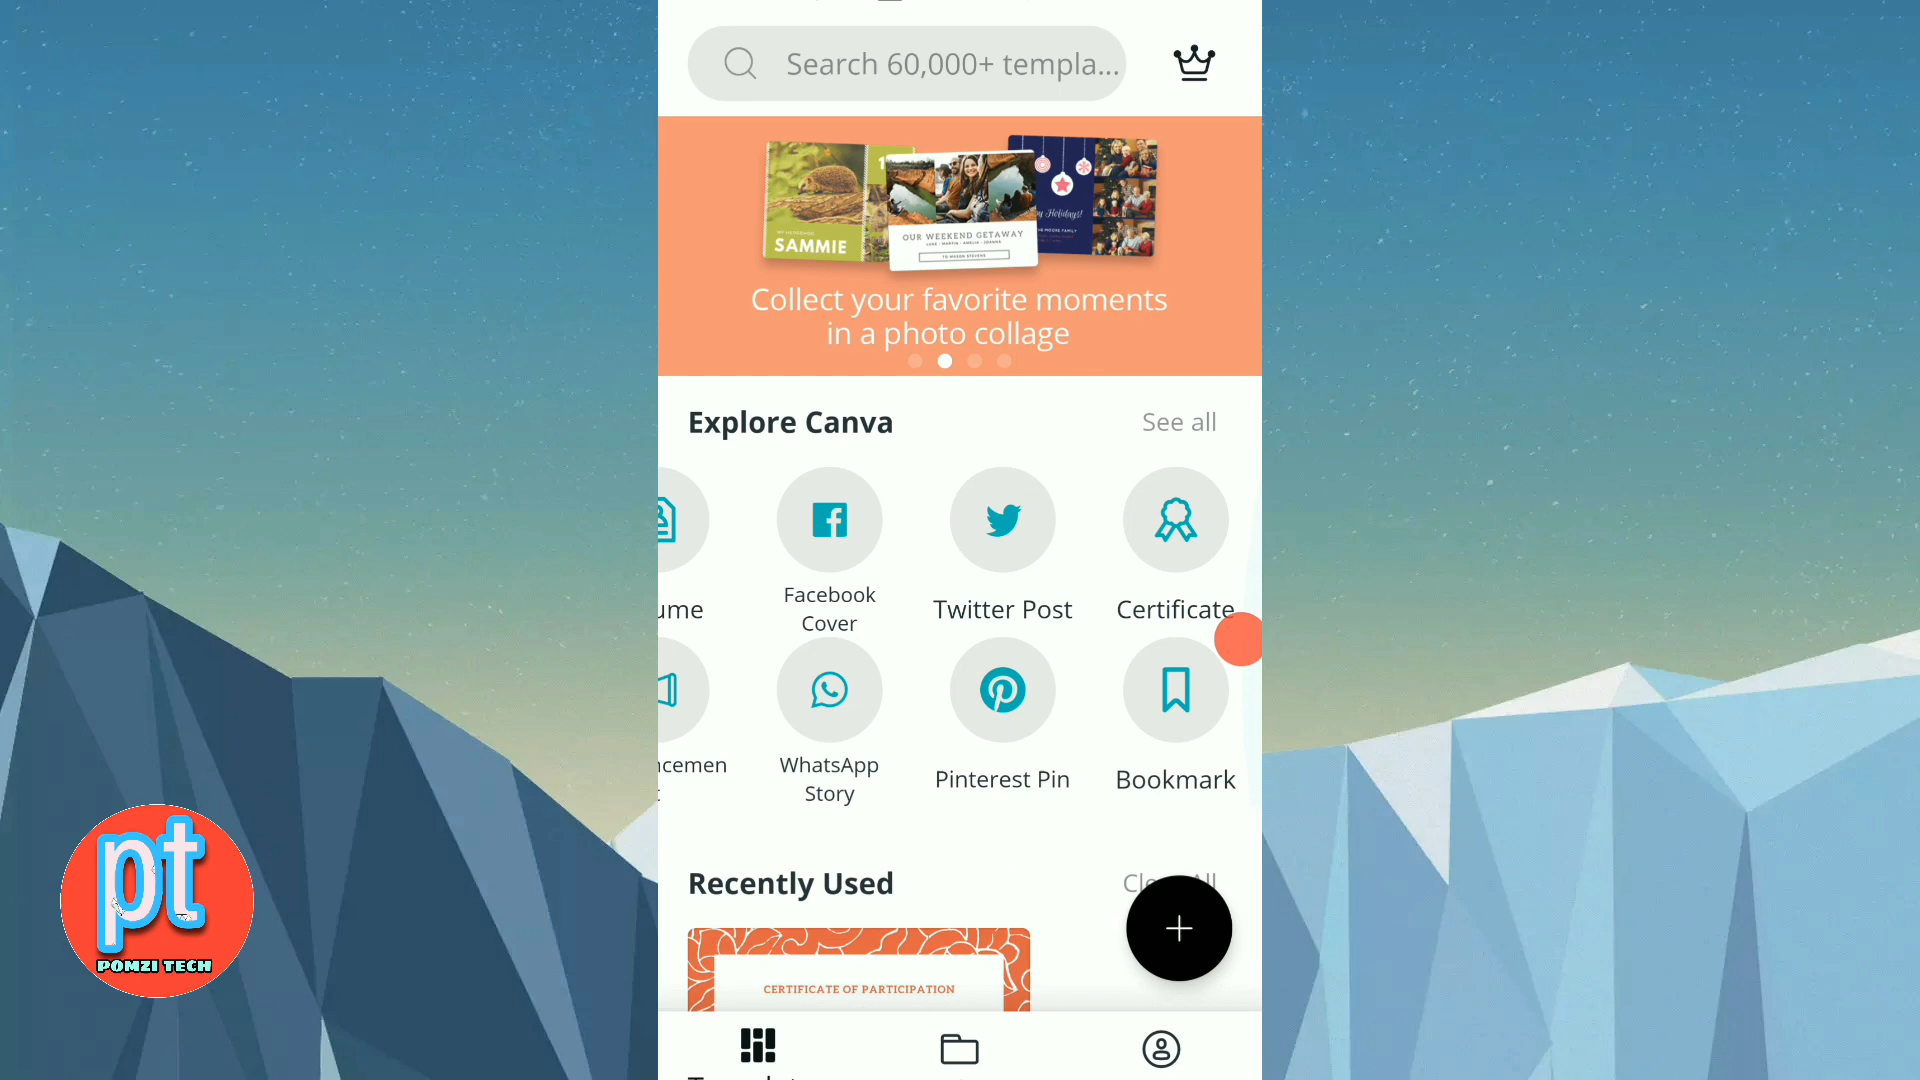 Search 60,000+ templa...
SAMMIE
OUR WEEKEND GETAWAY
Holidays!
Collect your favorite moments
in a photo collage
Explore Canva
See all
ume
Facebook
Cover
Twitter Post
Certificate
ncemen
t
WhatsApp
Story
Pinterest Pin
Bookmark
Recently Used
CERTIFICATE OF PARTICIPATION
pt
POMZI TECH